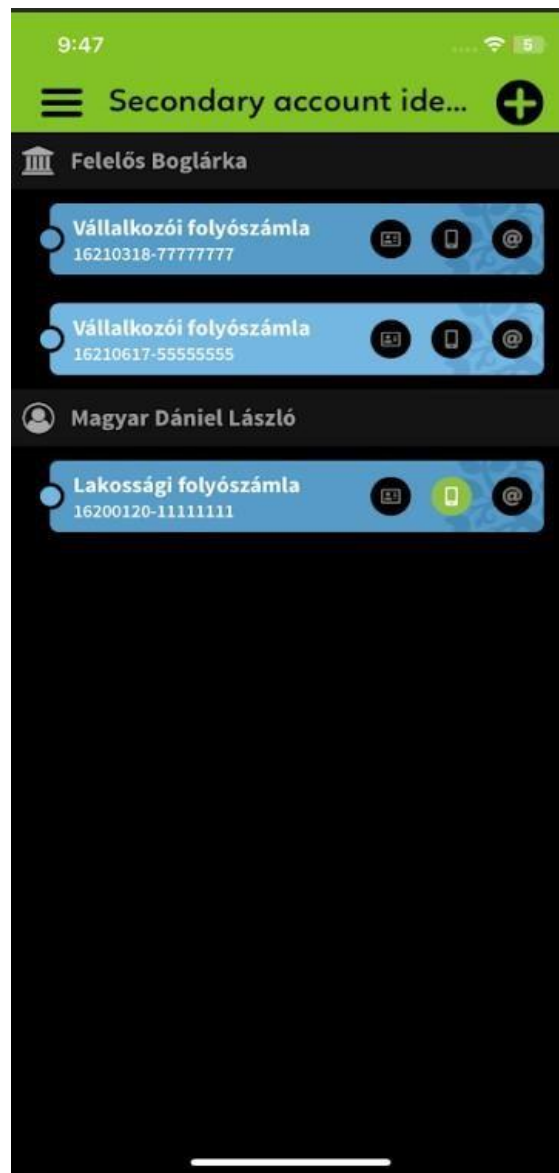 9:47
5
Secondary account ide...
Felelős Boglárka
Vállalkozói folyószámla
16210318-77777777
Vállalkozói folyószámla
16210617-55555555
Magyar Dániel László
Lakossági folyószámla
16200120-11111111